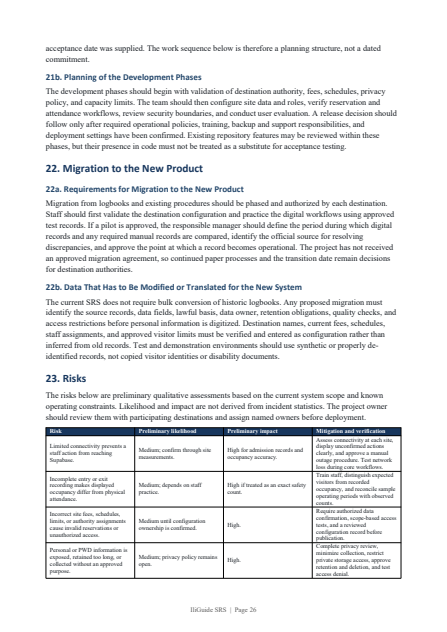 acceptance date was supplied. The work sequence below is therefore a planning structure, not a dated
commitment.
21b. Planning of the Development Phases
The development phases should begin with validation of destination authority, fees, schedules, privacy
policy, and capacity limits. The team should then configure site data and roles, verify reservation and
attendance workflows, review security boundaries, and conduct user evaluation. A release decision should
follow only after required operational policies, training, backup and support responsibilities, and
deployment settings have been confirmed. Existing repository features may be reviewed within these
phases, but their presence in code must not be treated as a substitute for acceptance testing.
22. Migration to the New Product
22a. Requirements for Migration to the New Product
Migration from logbooks and existing procedures should be phased and authorized by each destination.
Staff should first validate the destination configuration and practice the digital workflows using approved
test records. If a pilot is approved, the responsible manager should define the period during which digital
records and any required manual records are compared, identify the official source for resolving
discrepancies, and approve the point at which a record becomes operational. The project has not received
an approved migration agreement, so continued paper processes and the transition date remain decisions
for destination authorities.
22b. Data That Has to be Modified or Translated for the New System
The current SRS does not require bulk conversion of historic logbooks. Any proposed migration must
identify the source records, data fields, lawful basis, data owner, retention obligations, quality checks, and
access restrictions before personal information is digitized. Destination names, current fees, schedules,
staff assignments, and approved visitor limits must be verified and entered as configuration rather than
inferred from old records. Test and demonstration environments should use synthetic or properly de-
identified records, not copied visitor identities or disability documents.
23. Risks
The risks below are preliminary qualitative assessments based on the current system scope and known
operating constraints. Likelihood and impact are not derived from incident statistics. The project owner
should review them with participating destinations and assign named owners before deployment.
Risk Preliminary likelihood Preliminary impact Mitigation and verification
Limited connectivity prevents a
staff action from reaching
Supabase.
Medium; confirm through site
measurements.
High for admission records and
occupancy accuracy.
Assess connectivity at each site,
display unconfirmed actions
clearly, and approve a manual
outage procedure. Test network
loss during core workflows.
Incomplete entry or exit
recording makes displayed
occupancy differ from physical
attendance.
Medium; depends on staff
practice.
High if treated as an exact safety
count.
Train staff, distinguish expected
visitors from recorded
occupancy, and reconcile sample
operating periods with observed
counts.
Incorrect site fees, schedules,
limits, or authority assignments
cause invalid reservations or
unauthorized access.
Medium until configuration
ownership is confirmed.
High.
Require authorized data
confirmation, scope-based access
tests, and a reviewed
configuration record before
publication.
Personal or PWD information is
exposed, retained too long, or
collected without an approved
purpose.
Medium; privacy policy remains
open.
High.
Complete privacy review,
minimize collection, restrict
private storage access, approve
retention and deletion, and test
access denial.
IliGuide SRS | Page 26